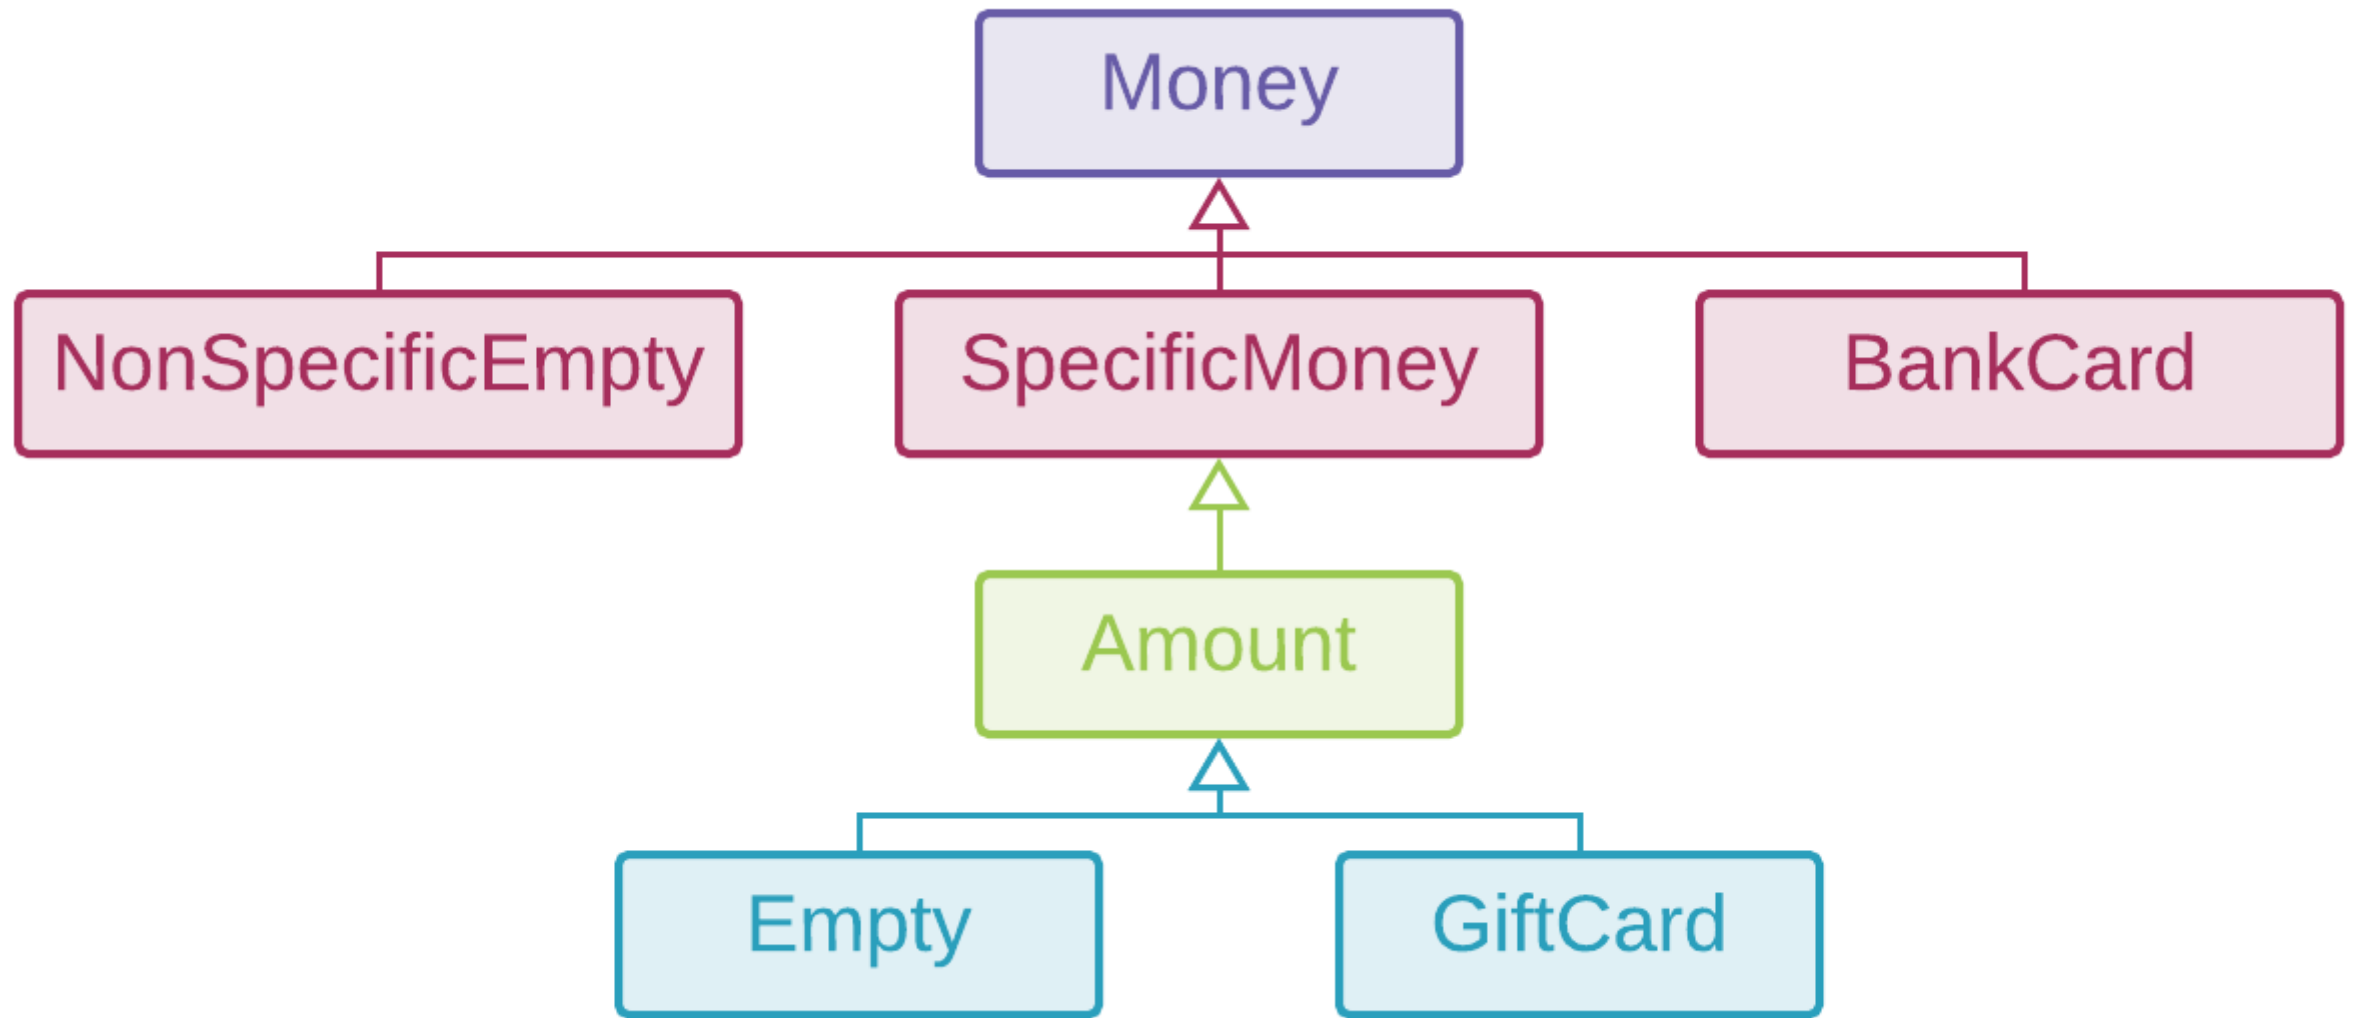 Money
NonSpecificEmpty
SpecificMoney
BankCard
Amount
Empty
GiftCard